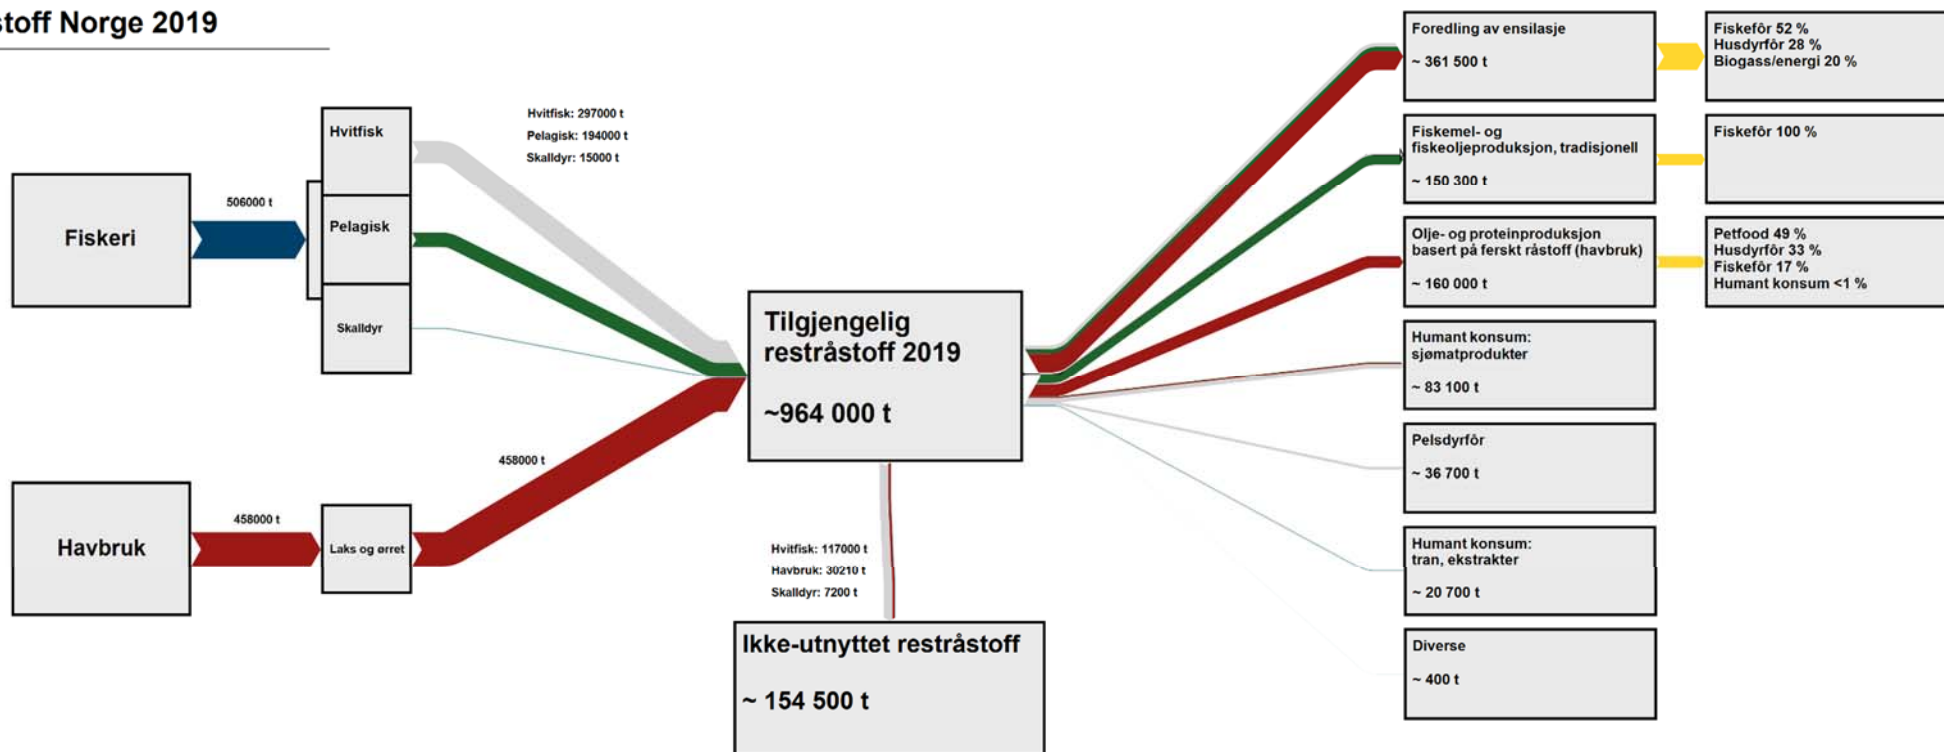 stoff Norge 2019
Fiskeri
506000 t
Hvitfisk
Pelagisk
Skalldyr
Hvitfisk: 297000 t
Pelagisk: 194000 t
Skalldyr: 15000 t
Havbruk
458000 t
Laks og ørret
458000 t
Tilgjengelig
restråstoff 2019
~964 000 t
Hvitfisk: 117000 t
Havbruk: 30210 t
Skalldyr: 7200 t
Ikke-utnyttet restråstoff
~ 154 500 t
Foredling av ensilasje
~ 361 500 t
Fiskefôr 52 %
Husdyrfôr 28 %
Biogass/energi 20 %
Fiskemel- og
fiskeoljeproduksjon, tradisjonell
~ 150 300 t
Fiskefôr 100 %
Olje- og proteinproduksjon
basert på ferskt råstoff (havbruk)
~ 160 000 t
Petfood 49 %
Husdyrfôr 33 %
Fiskefôr 17 %
Humant konsum <1 %
Humant konsum:
sjømatprodukter
~ 83 100 t
Pelsdyrfôr
~ 36 700 t
Humant konsum:
tran, ekstrakter
~ 20 700 t
Diverse
~ 400 t